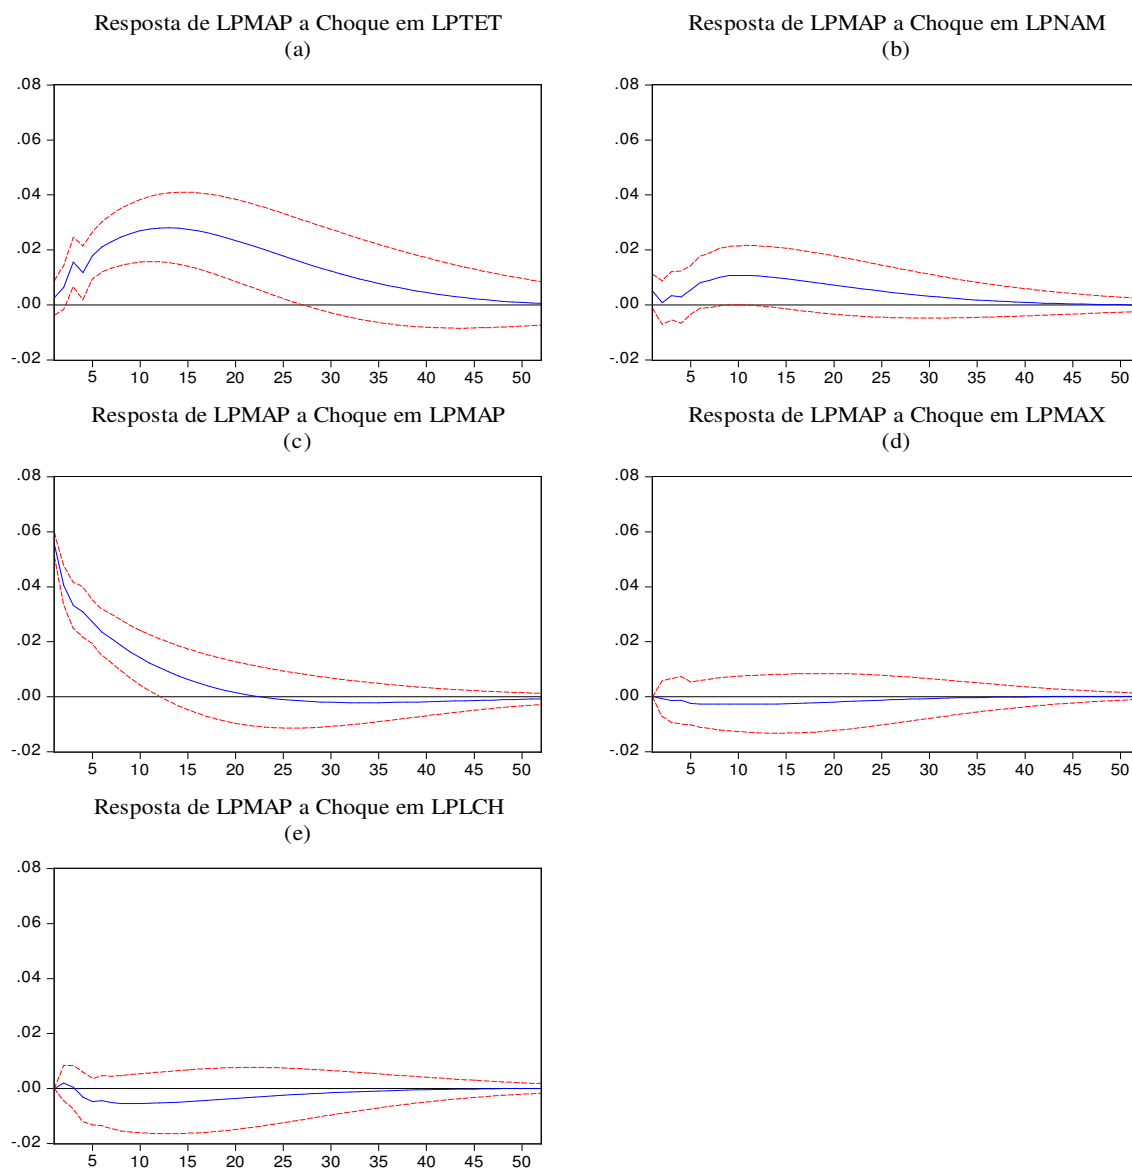 Resposta de LPMAP a Choque em LPTET
(a)
.08
.06
.04
.02
.00
-.02
5 10 15 20 25 30 35 40 45 50
Resposta de LPMAP a Choque em LPNAM
(b)
.08
.06
.04
.02
.00
-.02
5 10 15 20 25 30 35 40 45 50
Resposta de LPMAP a Choque em LPMAP
(c)
.08
.06
.04
.02
.00
-.02
5 10 15 20 25 30 35 40 45 50
Resposta de LPMAP a Choque em LPMAX
(d)
.08
.06
.04
.02
.00
-.02
5 10 15 20 25 30 35 40 45 50
Resposta de LPMAP a Choque em LPLCH
(e)
.08
.06
.04
.02
.00
-.02
5 10 15 20 25 30 35 40 45 50